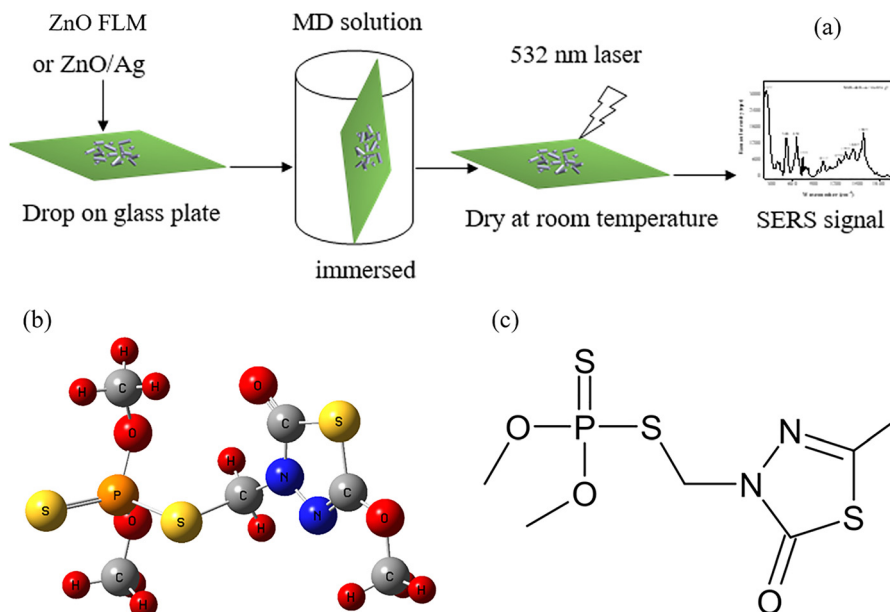 ZnO FLM
or ZnO/Ag
MD solution
532 nm laser
(a)
Drop on glass plate
immersed
Dry at room temperature
SERS signal
(b)
(c)
H
H
C
H
O
O
C
S
H
P
N
S
O
S
C
H
N
C
O
C
H
H
C
H
H
S
O
P
S
N
O
N
S
O